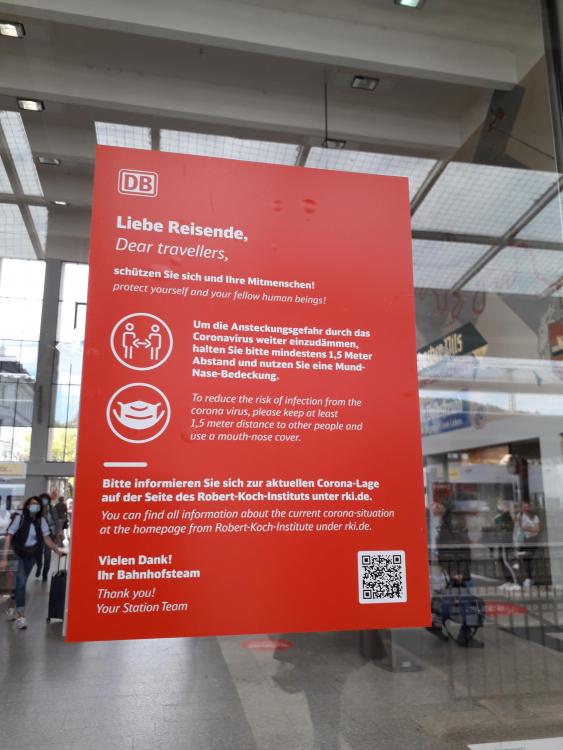 DB
Liebe Reisende,
Dear travellers,
schützen Sie sich und Ihre Mitmenschen!
protect yourself and your fellow human beings!
Um die Ansteckungsgefahr durch das
Coronavirus weiter einzudämmen,
halten Sie bitte mindestens 1,5 Meter
Abstand und nutzen Sie eine Mund-
Nase-Bedeckung.
To reduce the risk of infection from the
corona virus, please keep at least
1,5 meter distance to other people and
use a mouth-nose cover.
Bitte informieren Sie sich zur aktuellen Corona-Lage
auf der Seite des Robert-Koch-Instituts unter rki.de.
You can find all information about the current corona-situation
at the homepage from Robert-Koch-Institute under rki.de.
Vielen Dank!
Ihr Bahnhofsteam
Thank you!
Your Station Team